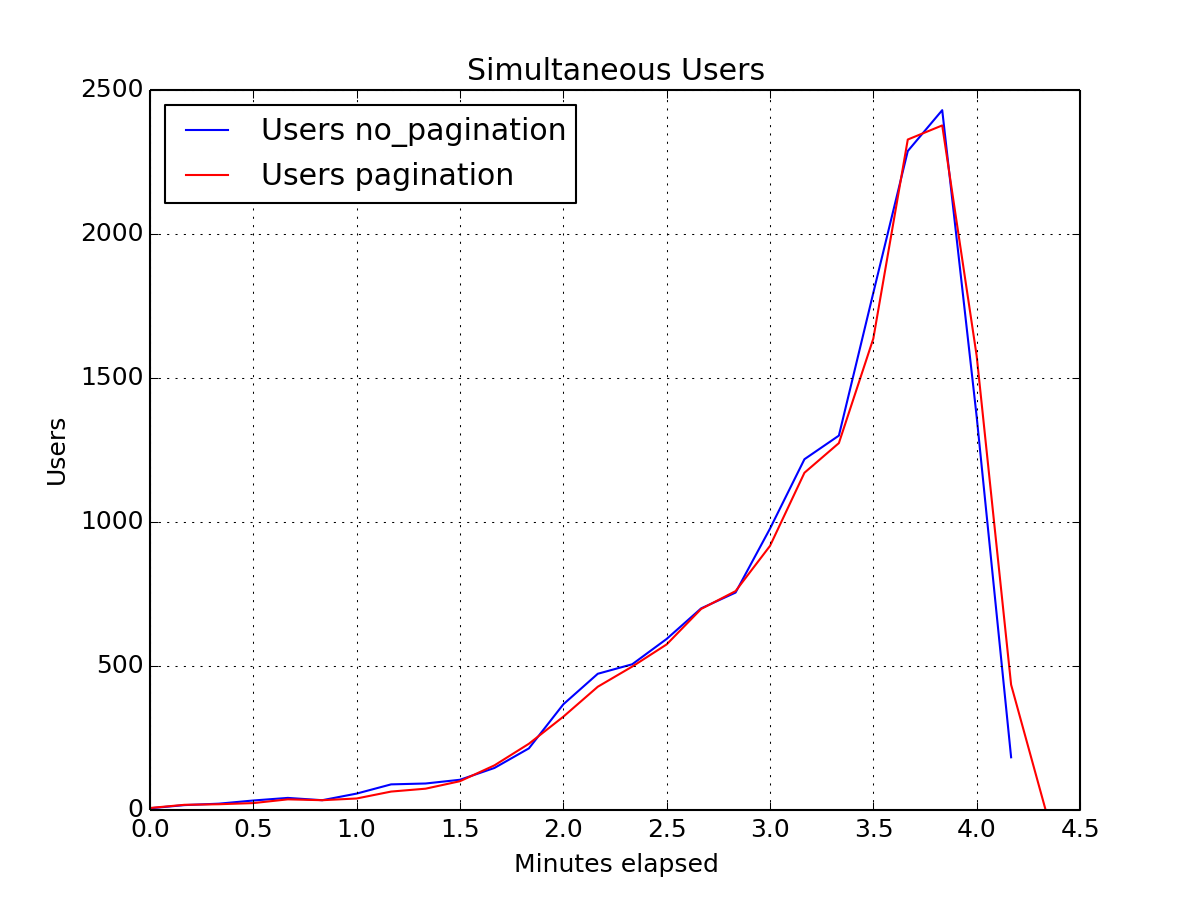 Simultaneous Users
2500
Users no_pagination
Users pagination
2000
1500
Users
1000
500
0
0.0 0.5 1.0 1.5 2.0 2.5 3.0 3.5 4.0 4.5
Minutes elapsed